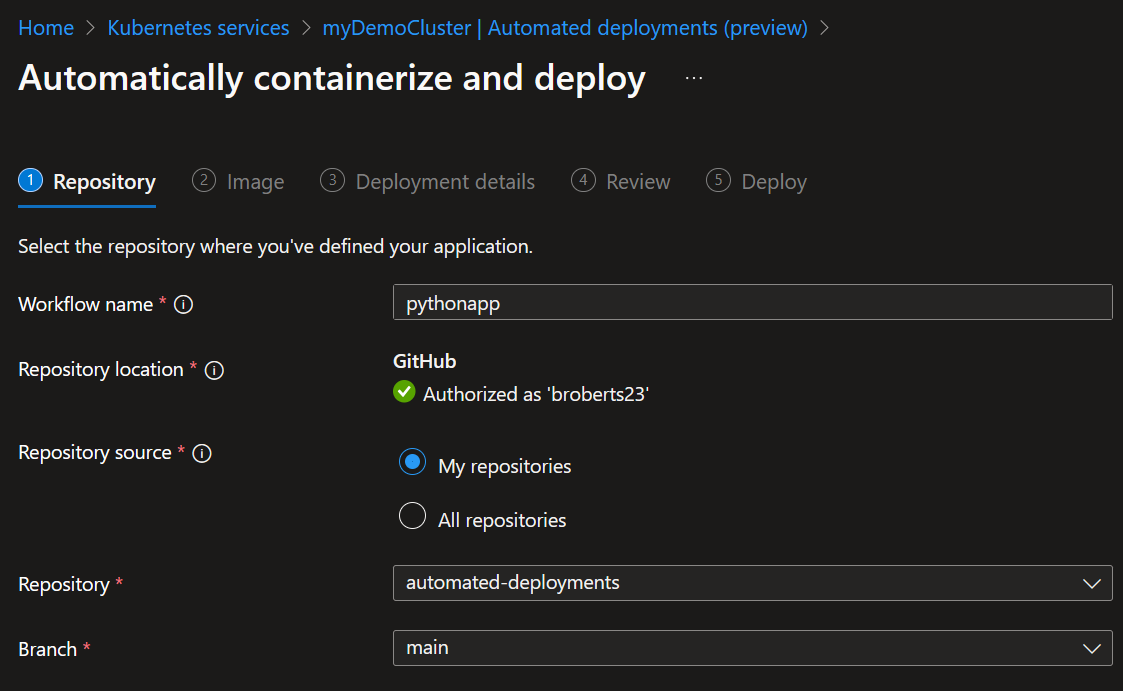 Home > Kubernetes services > myDemoCluster | Automated deployments (preview) >
Automatically containerize and deploy ...
1 Repository 2 Image 3 Deployment details 4 Review 5 Deploy
Select the repository where you've defined your application.
Workflow name * pythonapp
Repository location * GitHub
Authorized as 'broberts23'
Repository source * My repositories
All repositories
Repository * automated-deployments
Branch * main